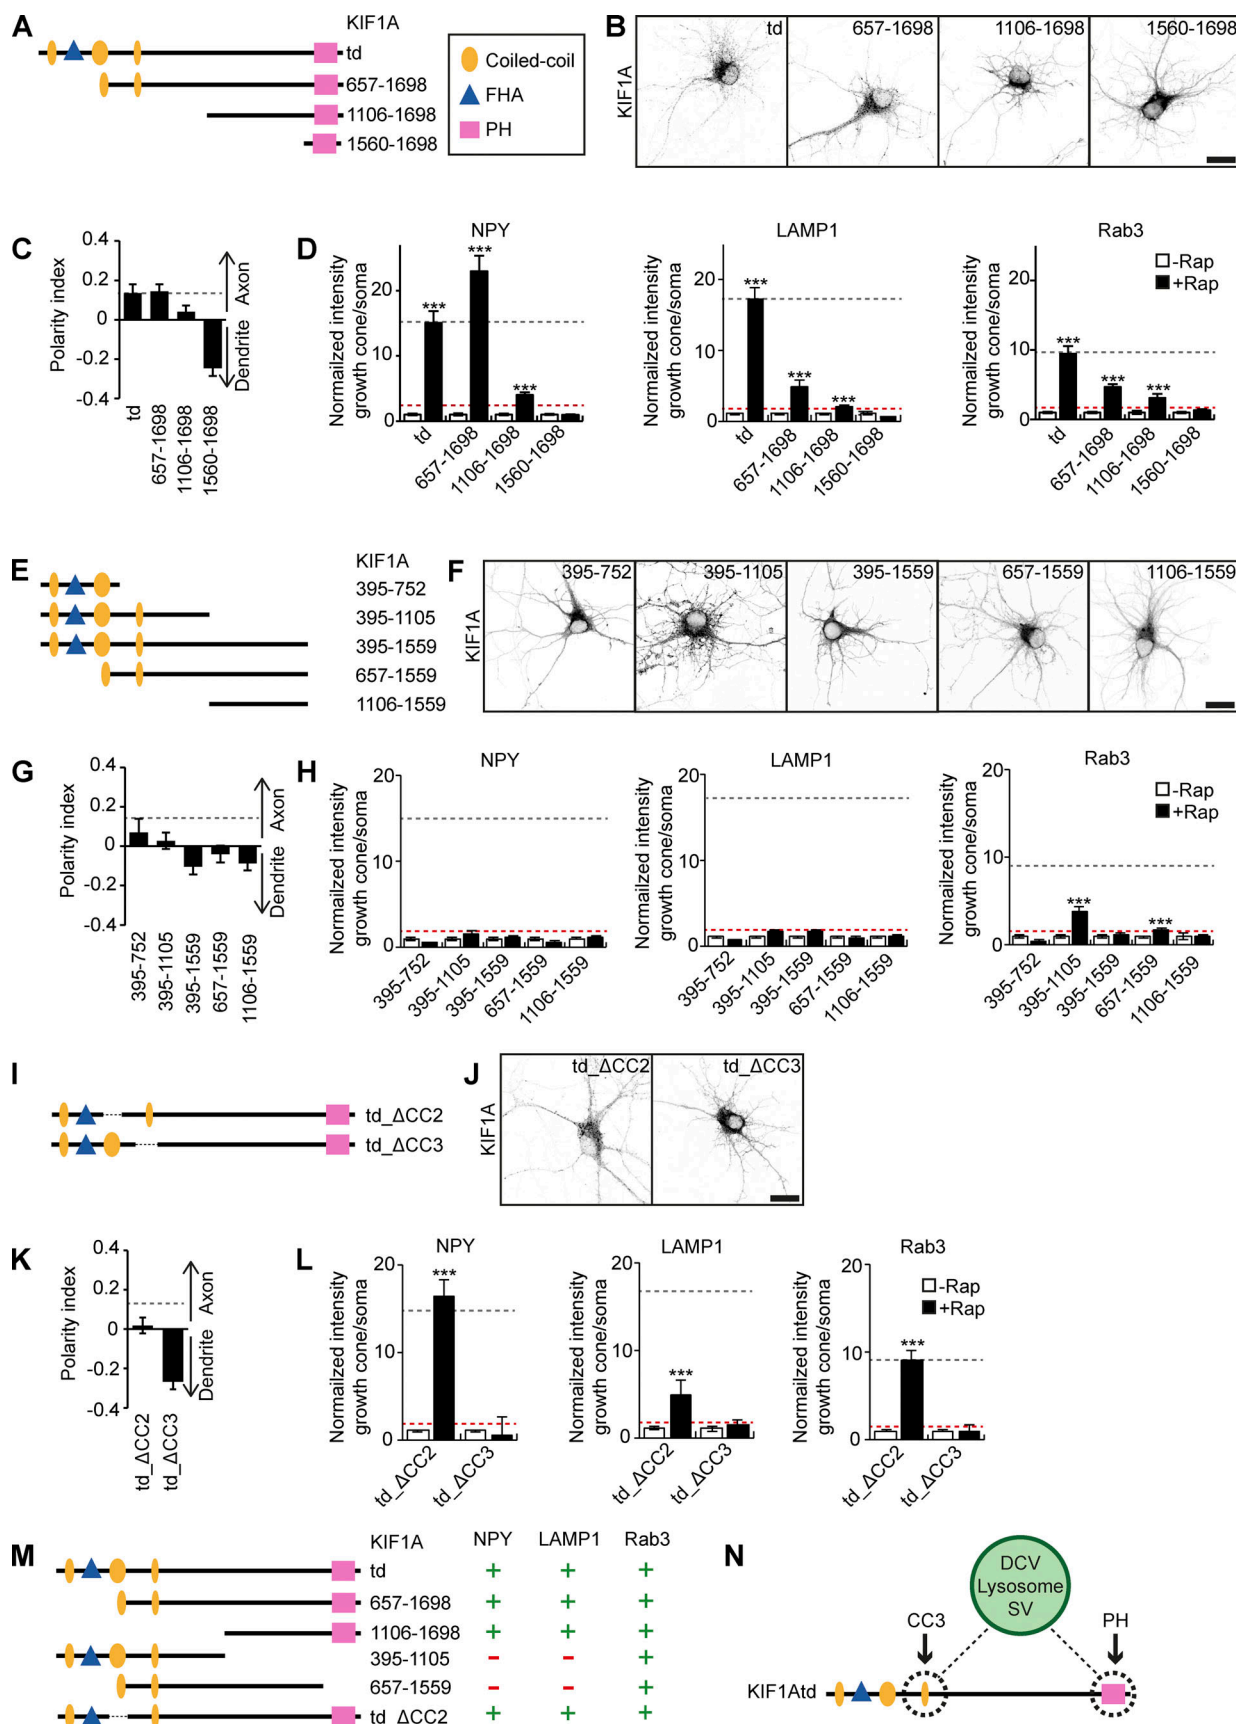 A
KIF1A
td
657-1698
1106-1698
1560-1698
Coiled-coil
FHA
PH
B
KIF1A
td
657-1698
1106-1698
1560-1698
C
Polarity index
0.4
0.2
0
-0.2
-0.4
Axon
Dendrite
td
657-1698
1106-1698
1560-1698
D
NPY
Normailzed intensity
growth cone/soma
20
10
0
***
***
***
td
657-1698
1106-1698
1560-1698
LAMP1
Normailzed intensity
growth cone/soma
20
10
0
***
***
***
td
657-1698
1106-1698
1560-1698
Rab3
Normailzed intensity
growth cone/soma
20
10
0
***
***
***
-Rap
+Rap
td
657-1698
1106-1698
1560-1698
E
KIF1A
395-752
395-1105
395-1559
657-1559
1106-1559
F
KIF1A
395-752
395-1105
395-1559
657-1559
1106-1559
G
Polarity index
0.4
0.2
0
-0.2
-0.4
Axon
Dendrite
395-752
395-1105
395-1559
657-1559
1106-1559
H
NPY
Normailzed intensity
growth cone/soma
20
10
0
395-752
395-1105
395-1559
657-1559
1106-1559
LAMP1
Normailzed intensity
growth cone/soma
20
10
0
395-752
395-1105
395-1559
657-1559
1106-1559
Rab3
Normailzed intensity
growth cone/soma
20
10
0
***
***
-Rap
+Rap
395-752
395-1105
395-1559
657-1559
1106-1559
I
td_ΔCC2
td_ΔCC3
J
KIF1A
td_ΔCC2
td_ΔCC3
K
Polarity index
0.4
0.2
0
-0.2
-0.4
Axon
Dendrite
td_ΔCC2
td_ΔCC3
L
NPY
Normailzed intensity
growth cone/soma
20
10
0
***
td_ΔCC2
td_ΔCC3
LAMP1
Normailzed intensity
growth cone/soma
20
10
0
***
td_ΔCC2
td_ΔCC3
Rab3
Normailzed intensity
growth cone/soma
20
10
0
***
-Rap
+Rap
td_ΔCC2
td_ΔCC3
M
KIF1A NPY LAMP1 Rab3
td + + +
657-1698 + + +
1106-1698 + + +
395-1105 - - +
657-1559 - - +
td_ΔCC2 + + +
N
DCV
Lysosome
SV
CC3
PH
KIF1Atd